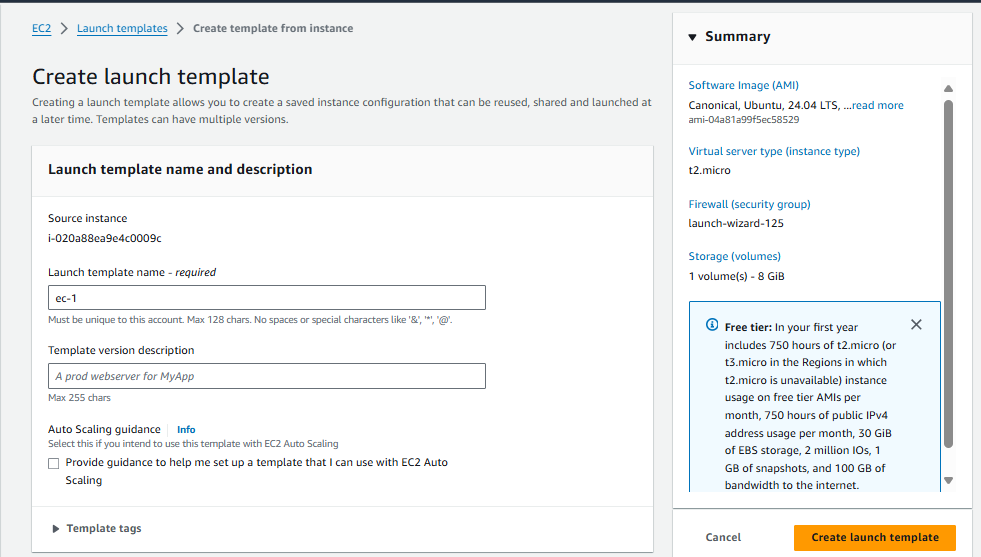 EC2 > Launch templates > Create template from instance
Create launch template
Creating a launch template allows you to create a saved instance configuration that can be reused, shared and launched at
a later time. Templates can have multiple versions.
Launch template name and description
Source instance
i-020a88ea9e4c0009c
Launch template name - required
ec-1
Must be unique to this account. Max 128 chars. No spaces or special characters like '&', '*', '@'.
Template version description
A prod webserver for MyApp
Max 255 chars
Auto Scaling guidance
Info
Select this if you intend to use this template with EC2 Auto Scaling
Provide guidance to help me set up a template that I can use with EC2 Auto
Scaling
Template tags
Summary
Software Image (AMI)
Canonical, Ubuntu, 24.04 LTS, ...read more
ami-04a81a99f5ec58529
Virtual server type (instance type)
t2.micro
Firewall (security group)
launch-wizard-125
Storage (volumes)
1 volume(s) - 8 GiB
Free tier: In your first year
includes 750 hours of t2.micro (or
t3.micro in the Regions in which
t2.micro is unavailable) instance
usage on free tier AMIs per
month, 750 hours of public IPv4
address usage per month, 30 GiB
of EBS storage, 2 million IOs, 1
GB of snapshots, and 100 GB of
bandwidth to the internet.
Cancel
Create launch template